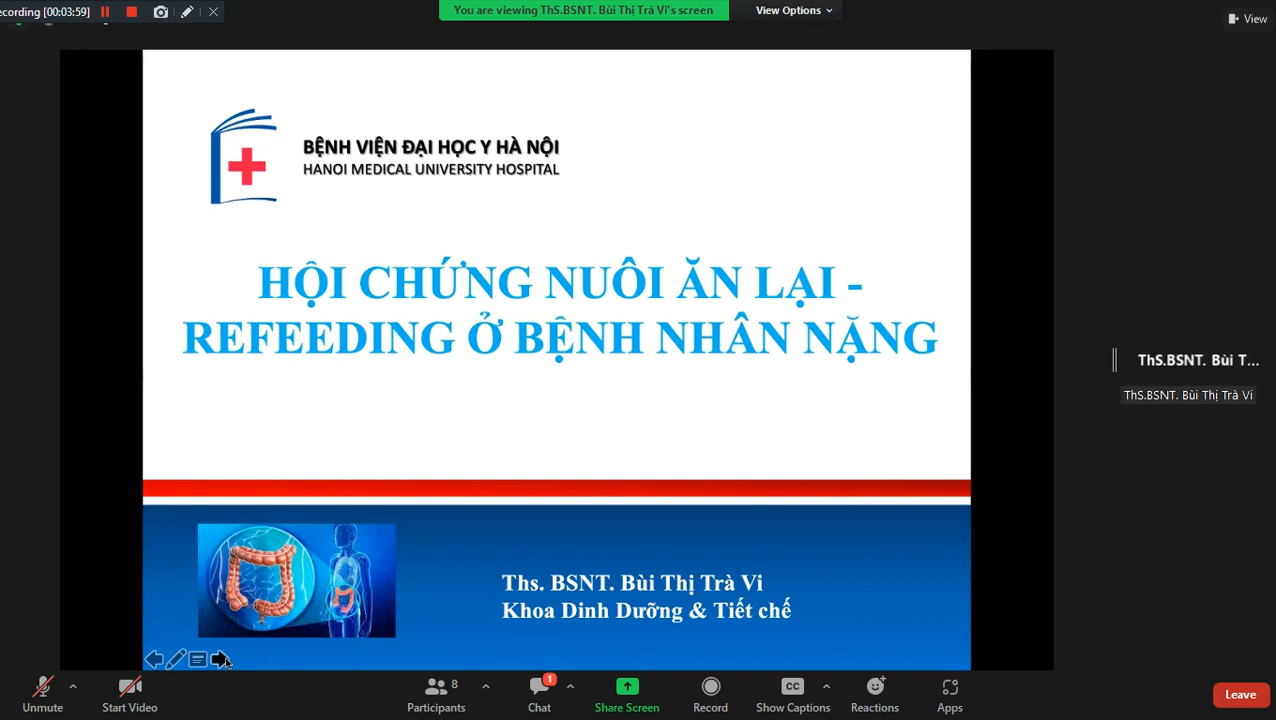 ecording [00:03:59]
You are viewing ThS.BSNT. Bùi Thị Trà Vi's screen
View Options
View
BỆNH VIỆN ĐẠI HỌC Y HÀ NỘI
HANOI MEDICAL UNIVERSITY HOSPITAL
HỘI CHỨNG NUÔI ĂN LẠI -
REFEEDING Ở BỆNH NHÂN NẶNG
ThS.BSNT. Bùi T...
ThS.BSNT. Bùi Thị Trà Vi
Ths. BSNT. Bùi Thị Trà Vi
Khoa Dinh Dưỡng & Tiết chế
Unmute
Start Video
Participants 8
Chat 1
Share Screen
Record
CC
Show Captions
Reactions
Apps
Leave